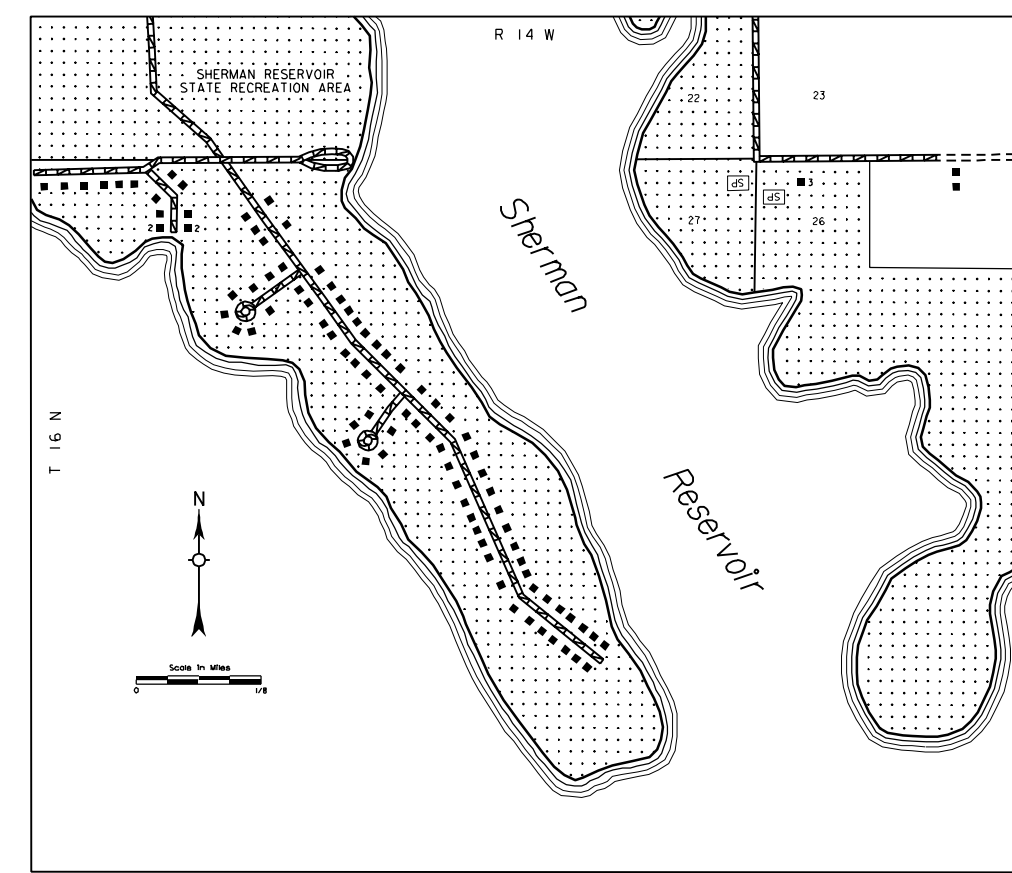 R 14 W
SHERMAN RESERVOIR
STATE RECREATION AREA
22
23
SP
3
SP
2
2
27
26
Sherman
T 16 N
Reservoir
N
Scale in Miles
0 1/8